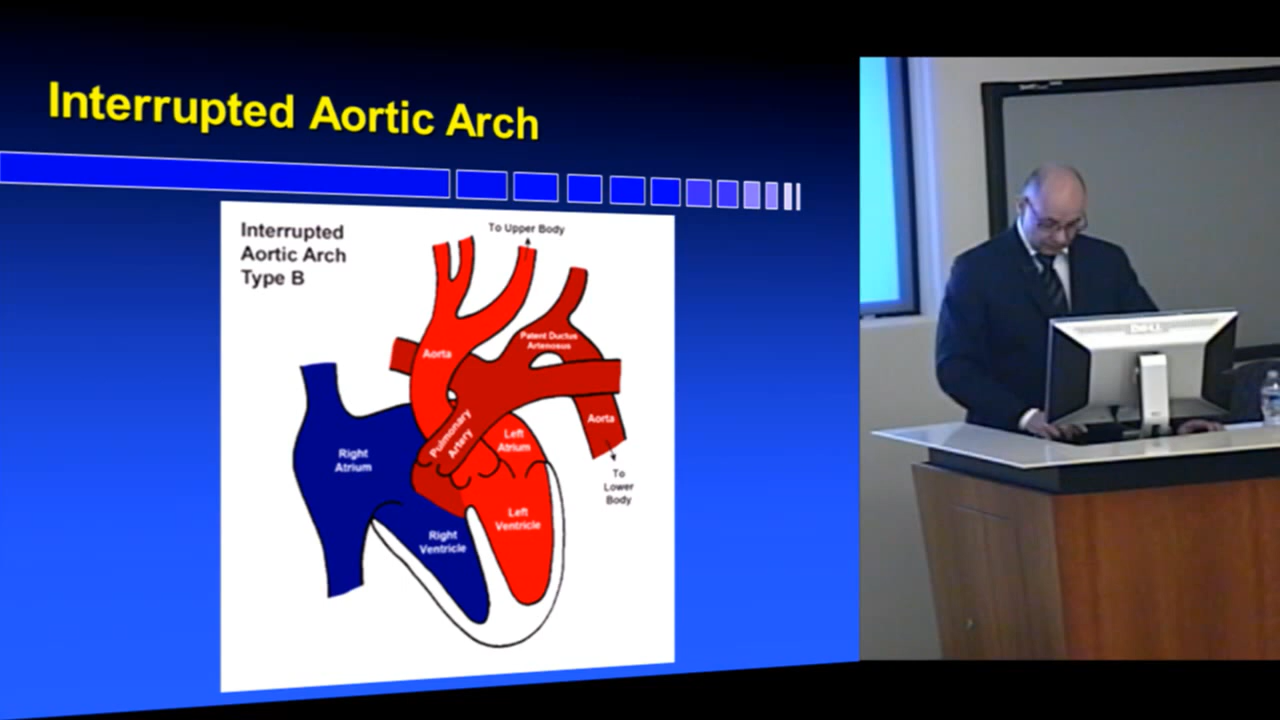 Interrupted Aortic Arch
Interrupted
Aortic Arch
Type B
To Upper Body
Patent Ductus
Arteriosus
Aorta
Pulmonary
Artery
Left
Atrium
Aorta
Right
Atrium
To
Lower
Body
Left
Ventricle
Right
Ventricle
DELL